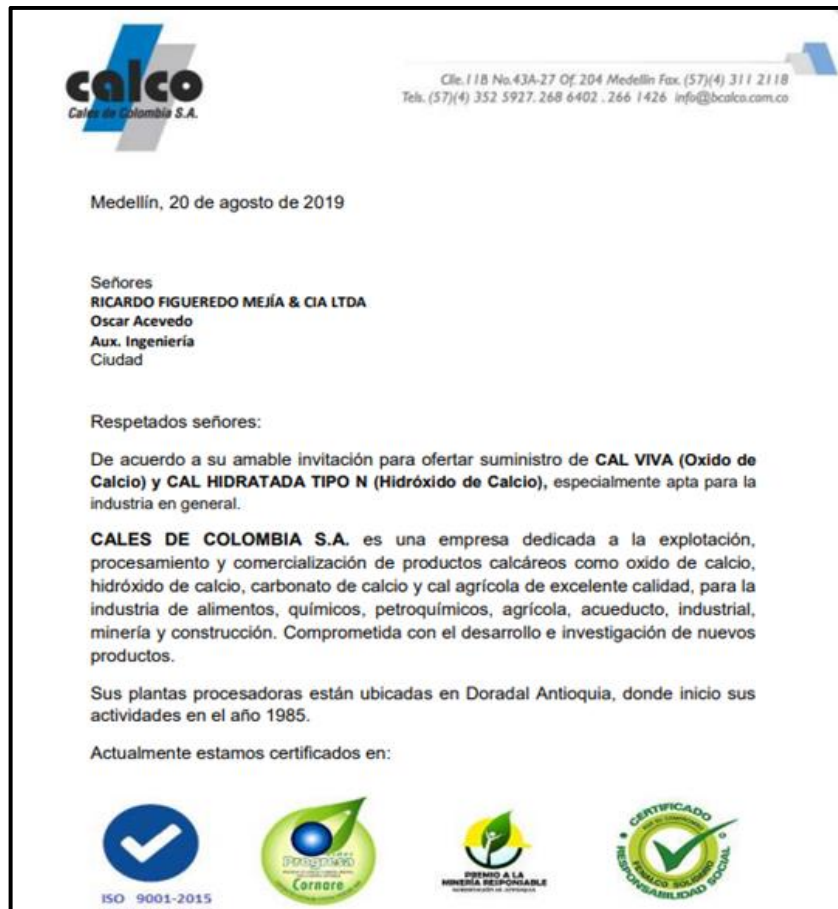 calco
Cales de Colombia S.A.
Clle.11B No.43A-27 Of. 204 Medellin Fax. (57)(4) 311 2118
Tels. (57)(4) 352 5927. 268 6402 . 266 1426 info@bcalco.com.co
Medellín, 20 de agosto de 2019
Señores
RICARDO FIGUEREDO MEJÍA & CIA LTDA
Oscar Acevedo
Aux. Ingeniería
Ciudad
Respetados señores:
De acuerdo a su amable invitación para ofertar suministro de CAL VIVA (Oxido de
Calcio) y CAL HIDRATADA TIPO N (Hidróxido de Calcio), especialmente apta para la
industria en general.
CALES DE COLOMBIA S.A. es una empresa dedicada a la explotación,
procesamiento y comercialización de productos calcáreos como oxido de calcio,
hidróxido de calcio, carbonato de calcio y cal agrícola de excelente calidad, para la
industria de alimentos, químicos, petroquímicos, agrícola, acueducto, industrial,
minería y construcción. Comprometida con el desarrollo e investigación de nuevos
productos.
Sus plantas procesadoras están ubicadas en Doradal Antioquia, donde inicio sus
actividades en el año 1985.
Actualmente estamos certificados en:
ISO 9001-2015
Progresa
Cornare
PREMIO A LA
MINERÍA RESPONSABLE
CERTIFICADO
FENALCO SOLIDARIO
RESPONSABILIDAD SOCIAL